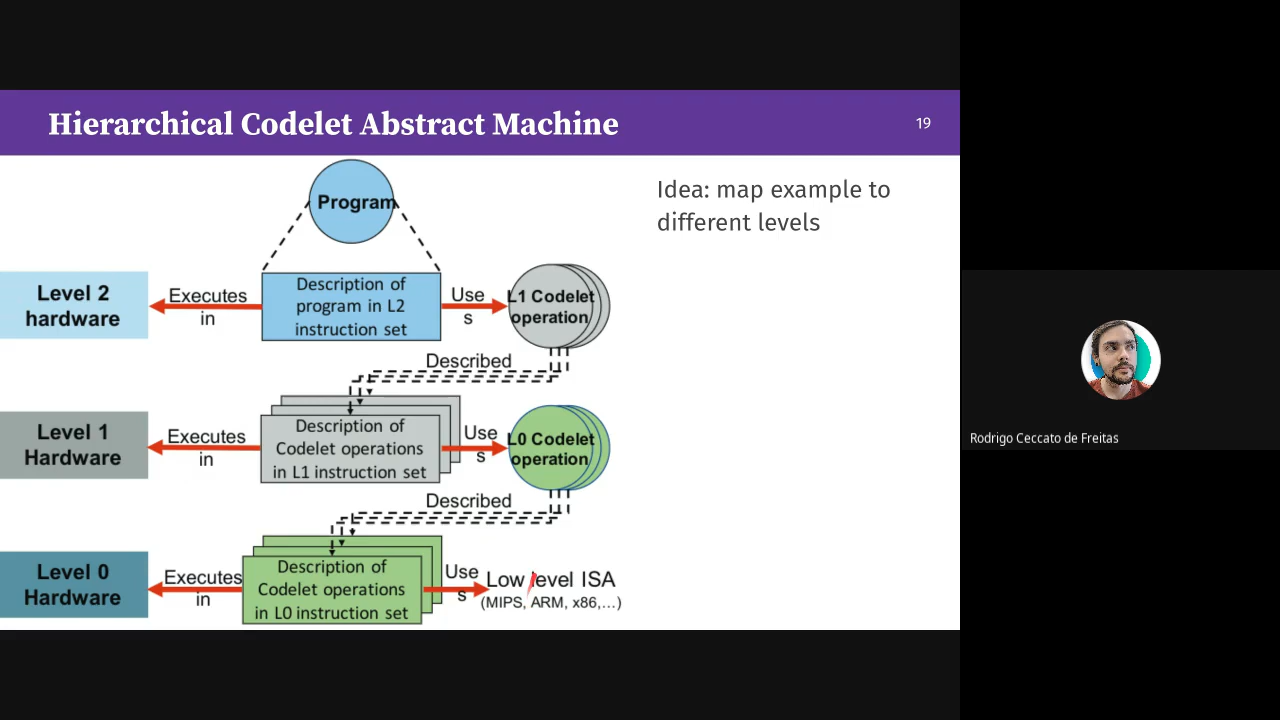 Hierarchical Codelet Abstract Machine
19
Program
Idea: map example to
different levels
Level 2
hardware
Executes
in
Description of
program in L2
instruction set
Use
s
L1 Codelet
operation
Described
Level 1
Hardware
Executes
in
Description of
Codelet operations
in L1 instruction set
Use
s
L0 Codelet
operation
Described
Level 0
Hardware
Executes
in
Description of
Codelet operations
in L0 instruction set
Use
s
Low level ISA
(MIPS, ARM, x86,...)
Rodrigo Ceccato de Freitas